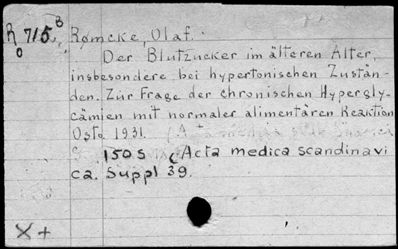 R 715 B Rømcke, Olaf.
o
Der Blutzucker im älteren Alter,
insbesondere bei hypertonischen Zustän-
den. Zur Frage der chronischen Hypergly-
cämien mit normaler alimentären Reaktion
Oslo 1931.
150 S (Acta medica scandinavi
ca. Suppl 39.
X +